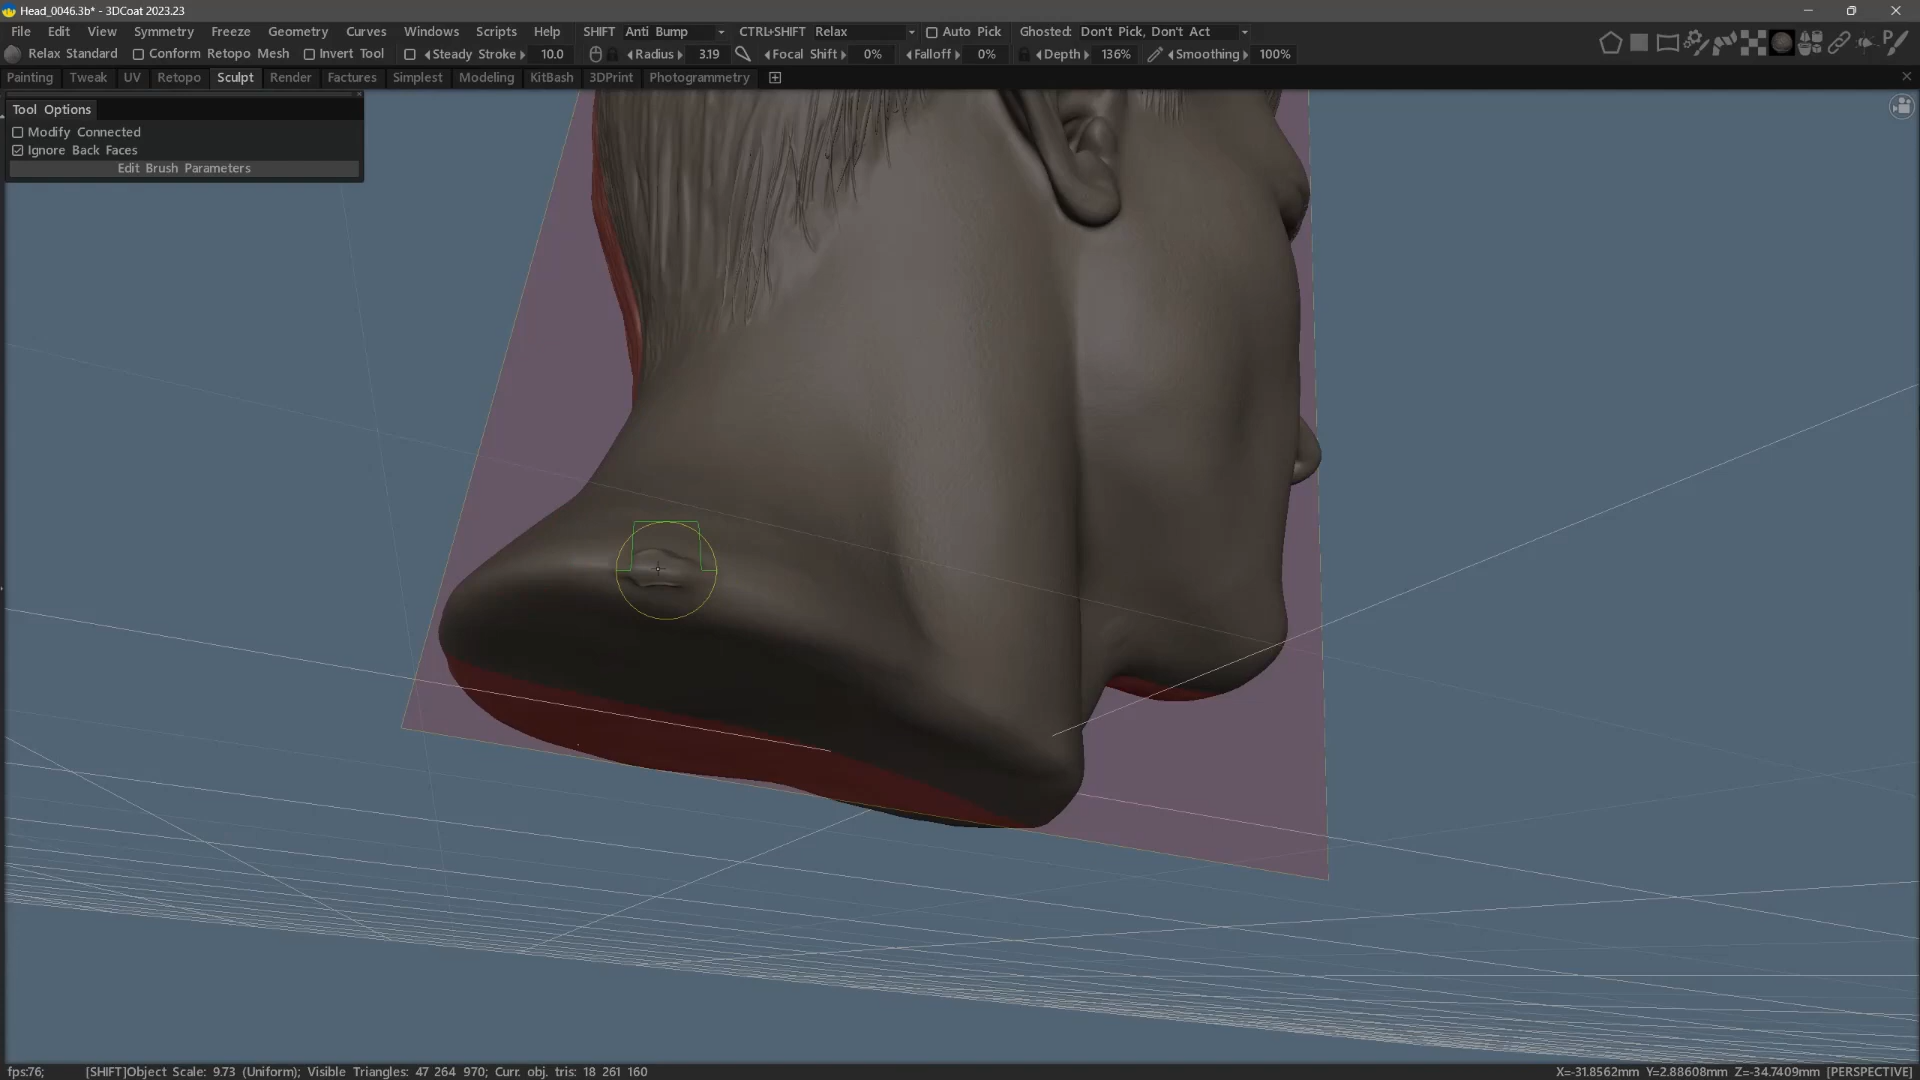 Head_0046.3b* - 3DCoat 2023.23
File Edit View Symmetry Freeze Geometry Curves Windows Scripts Help SHIFT Anti Bump CTRL+SHIFT Relax Auto Pick Ghosted: Don't Pick, Don't Act
Relax Standard Conform Retopo Mesh Invert Tool Steady Stroke 10.0 Radius 3.19 Focal Shift 0% Falloff 0% Depth 136% Smoothing 100%
Painting Tweak UV Retopo Sculpt Render Factures Simplest Modeling KitBash 3DPrint Photogrammetry
Tool Options
Modify Connected
Ignore Back Faces
Edit Brush Parameters
fps:76; [SHIFT]Object Scale: 9.73 (Uniform); Visible Triangles: 47 264 970; Curr. obj. tris: 18 261 160 X=-31.8562mm Y=2.88608mm Z=-34.7409mm [PERSPECTIVE]